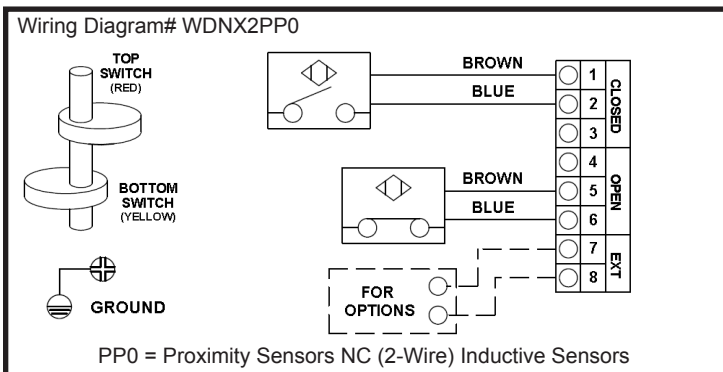 Wiring Diagram# WDNX2PP0
TOP
SWITCH
(RED)
BOTTOM
SWITCH
(YELLOW)
GROUND
BROWN
BLUE
BROWN
BLUE
FOR
OPTIONS
1
2
3
4
5
6
7
8
CLOSED
OPEN
EXT
PP0 = Proximity Sensors NC (2-Wire) Inductive Sensors